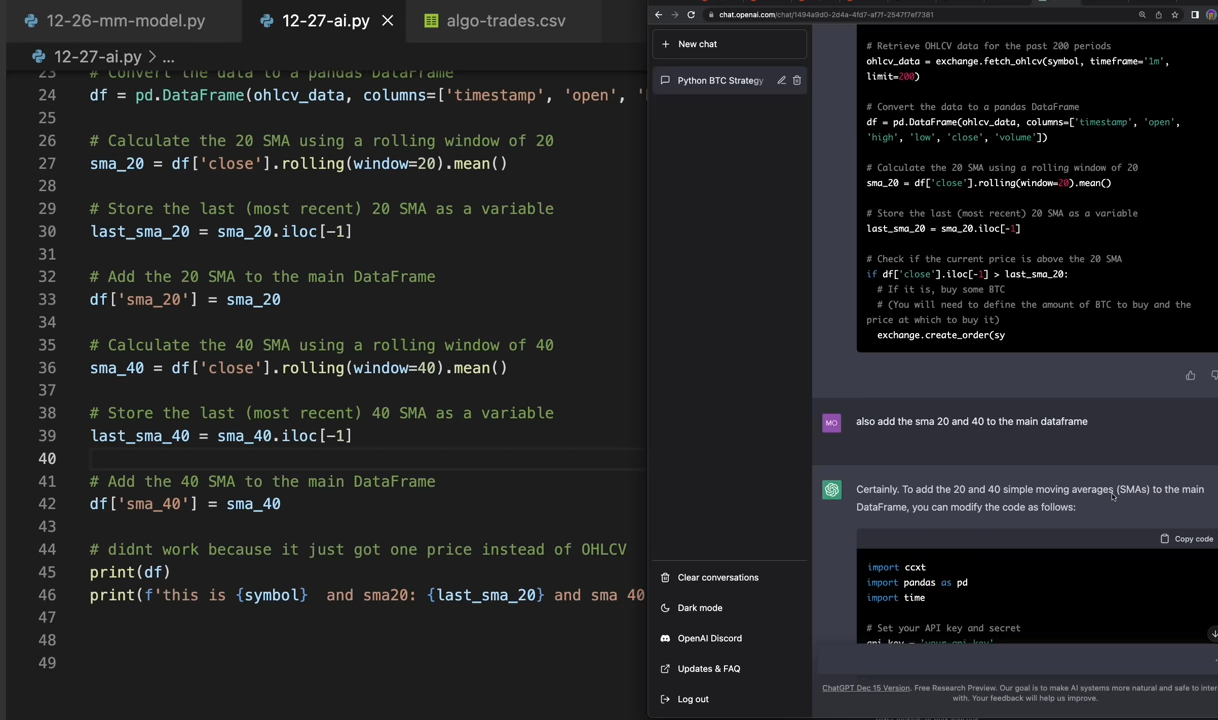 12-26-mm-model.py
12-27-ai.py
algo-trades.csv
12-27-ai.py > ...
23 # Convert the data to a pandas DataFrame
24 df = pd.DataFrame(ohlcv_data, columns=['timestamp', 'open', '
25
26 # Calculate the 20 SMA using a rolling window of 20
27 sma_20 = df['close'].rolling(window=20).mean()
28
29 # Store the last (most recent) 20 SMA as a variable
30 last_sma_20 = sma_20.iloc[-1]
31
32 # Add the 20 SMA to the main DataFrame
33 df['sma_20'] = sma_20
34
35 # Calculate the 40 SMA using a rolling window of 40
36 sma_40 = df['close'].rolling(window=40).mean()
37
38 # Store the last (most recent) 40 SMA as a variable
39 last_sma_40 = sma_40.iloc[-1]
40
41 # Add the 40 SMA to the main DataFrame
42 df['sma_40'] = sma_40
43
44 # didnt work because it just got one price instead of OHLCV
45 print(df)
46 print(f'this is {symbol}  and sma20: {last_sma_20} and sma 40
47
48
49
chat.openai.com/chat/1494a9d0-2d4a-4fd7-af7f-2547f7ef7381
New chat
Python BTC Strategy
Clear conversations
Dark mode
OpenAI Discord
Updates & FAQ
Log out
# Retrieve OHLCV data for the past 200 periods
ohlcv_data = exchange.fetch_ohlcv(symbol, timeframe='1m',
limit=200)
# Convert the data to a pandas DataFrame
df = pd.DataFrame(ohlcv_data, columns=['timestamp', 'open',
'high', 'low', 'close', 'volume'])
# Calculate the 20 SMA using a rolling window of 20
sma_20 = df['close'].rolling(window=20).mean()
# Store the last (most recent) 20 SMA as a variable
last_sma_20 = sma_20.iloc[-1]
# Check if the current price is above the 20 SMA
if df['close'].iloc[-1] > last_sma_20:
# If it is, buy some BTC
# (You will need to define the amount of BTC to buy and the
price at which to buy it)
exchange.create_order(sy
MO
also add the sma 20 and 40 to the main dataframe
Certainly. To add the 20 and 40 simple moving averages (SMAs) to the main
DataFrame, you can modify the code as follows:
Copy code
import ccxt
import pandas as pd
import time
# Set your API key and secret
api_key = 'your-api-key'
ChatGPT Dec 15 Version. Free Research Preview. Our goal is to make AI systems more natural and safe to inter
with. Your feedback will help us improve.